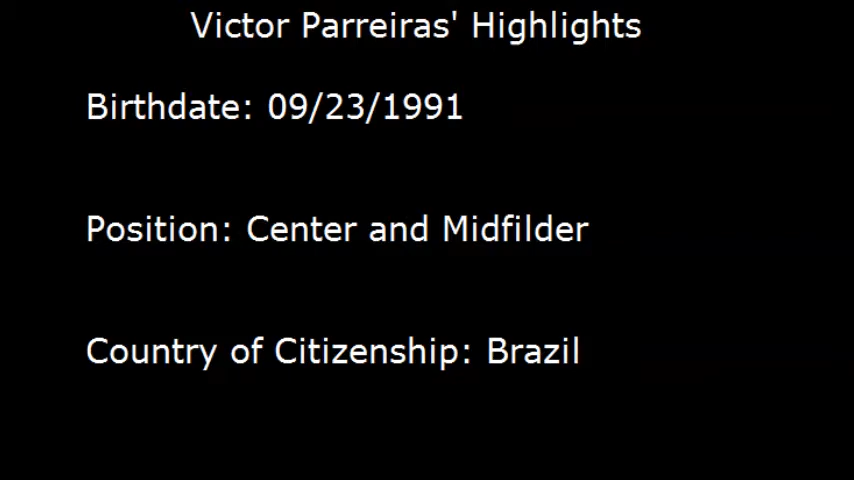 Victor Parreiras' Highlights
Birthdate: 09/23/1991
Position: Center and Midfilder
Country of Citizenship: Brazil